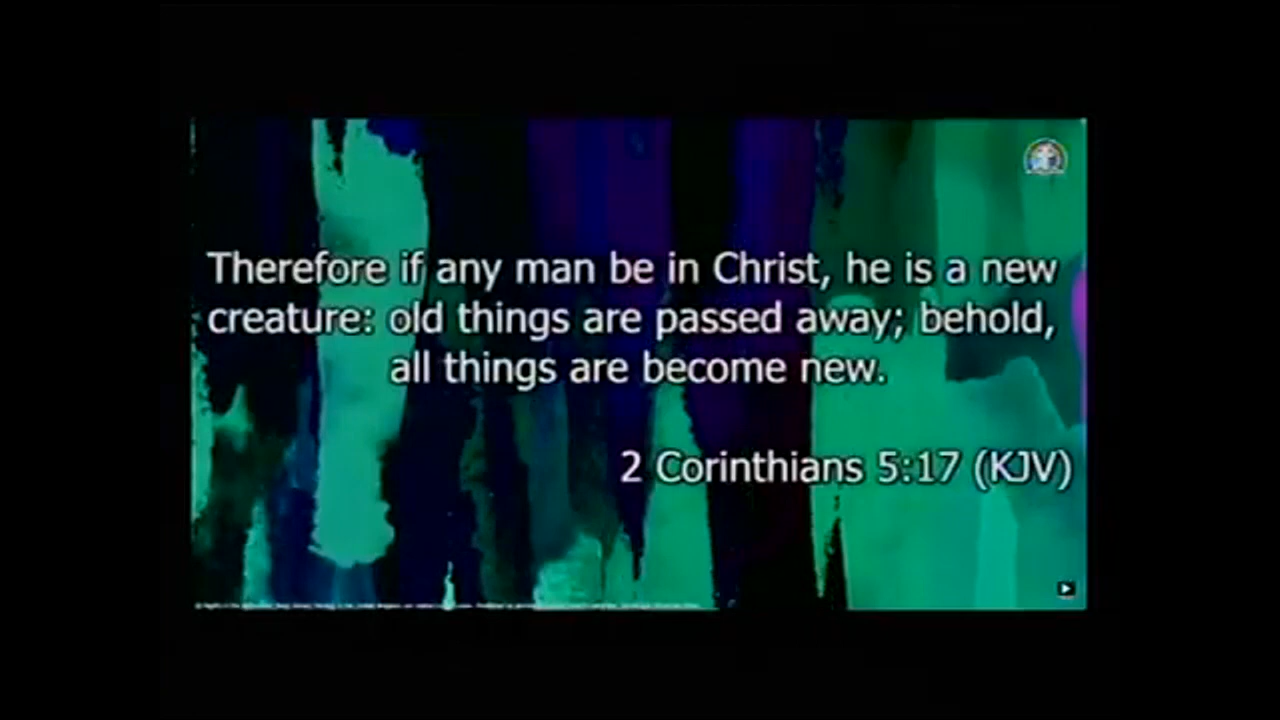 Therefore if any man be in Christ, he is a new
creature: old things are passed away; behold,
all things are become new.
2 Corinthians 5:17 (KJV)